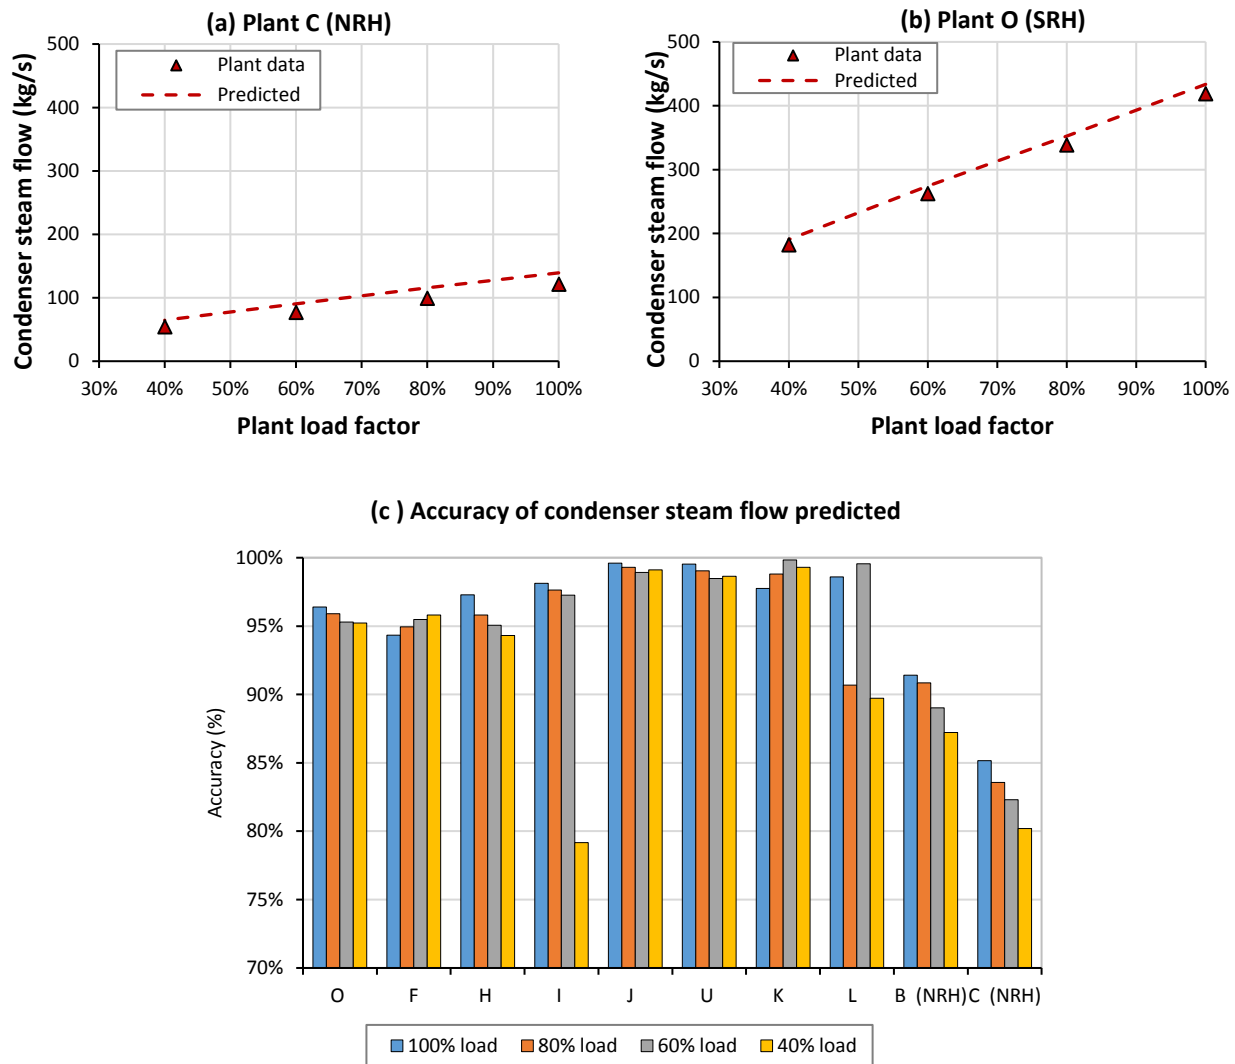 (a) Plant C (NRH)
Condenser steam flow (kg/s)
500
400
300
200
100
0
Plant data
Predicted
30% 40% 50% 60% 70% 80% 90% 100%
Plant load factor
(b) Plant O (SRH)
Condenser steam flow (kg/s)
500
400
300
200
100
0
Plant data
Predicted
30% 40% 50% 60% 70% 80% 90% 100%
Plant load factor
(c ) Accuracy of condenser steam flow predicted
Accuracy (%)
100%
95%
90%
85%
80%
75%
70%
O F H I J U K L B (NRH) C (NRH)
100% load 80% load 60% load 40% load